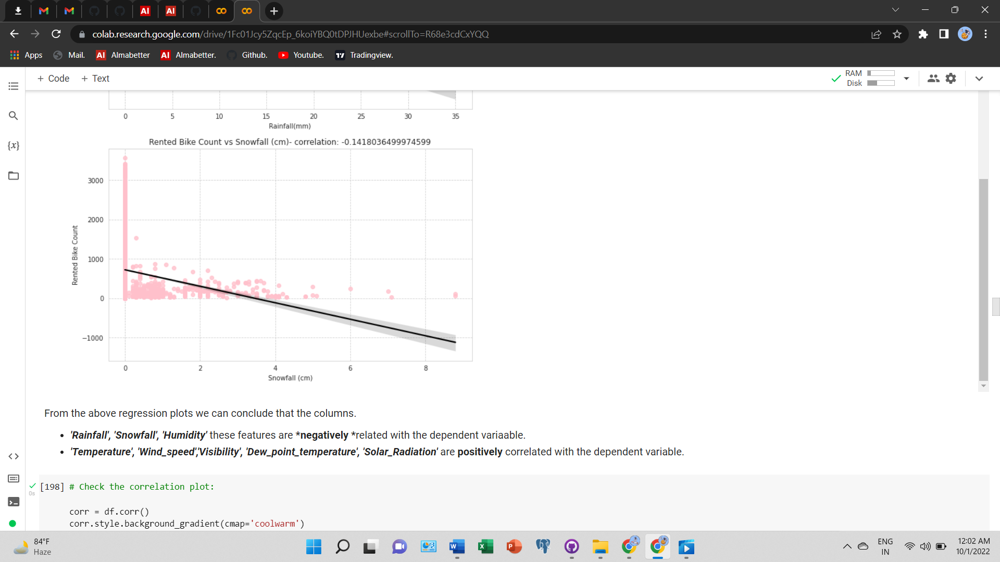 colab.research.google.com/drive/1Fc01Jcy5ZqcEp_6koiYBQ0tDPJHUexbe#scrollTo=R68e3cdCxYQQ
Apps Mail. AI Almabetter AI Almabetter. Github. Youtube. Tradingview.
+ Code + Text
RAM
Disk
0 5 10 15 20 25 30 35
Rainfall(mm)
Rented Bike Count vs Snowfall (cm)- correlation: -0.1418036499974599
3000
2000
1000
0
−1000
Rented Bike Count
0 2 4 6 8
Snowfall (cm)
From the above regression plots we can conclude that the columns.
• 'Rainfall', 'Snowfall', 'Humidity' these features are *negatively *related with the dependent variaable.
• 'Temperature', 'Wind_speed','Visibility', 'Dew_point_temperature', 'Solar_Radiation' are positively correlated with the dependent variable.
[198] # Check the correlation plot:
0s
corr = df.corr()
corr.style.background_gradient(cmap='coolwarm')
84°F
Haze
ENG
IN
12:02 AM
10/1/2022